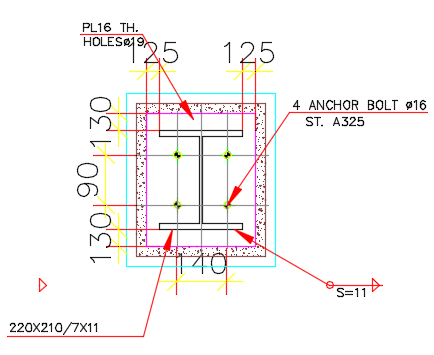 PL16 TH.
HOLESø19
125
125
4 ANCHOR BOLT ø16
ST. A325
130
90
130
140
S=11
220X210/7X11